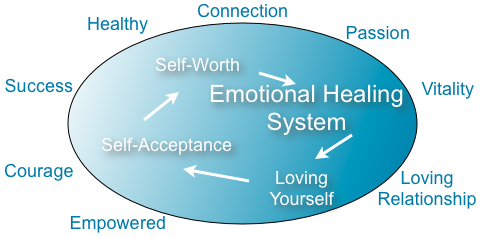 Connection
Healthy
Passion
Self-Worth
Success
Emotional Healing
System
Vitality
Self-Acceptance
Courage
Loving
Yourself
Loving
Relationship
Empowered